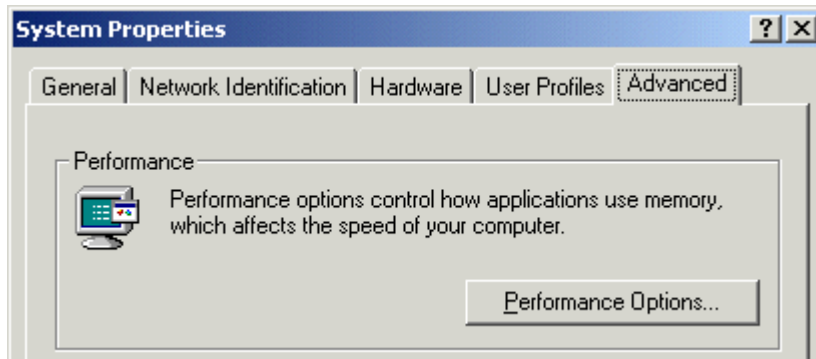 System Properties
General Network Identification Hardware User Profiles Advanced
Performance
Performance options control how applications use memory,
which affects the speed of your computer.
Performance Options...